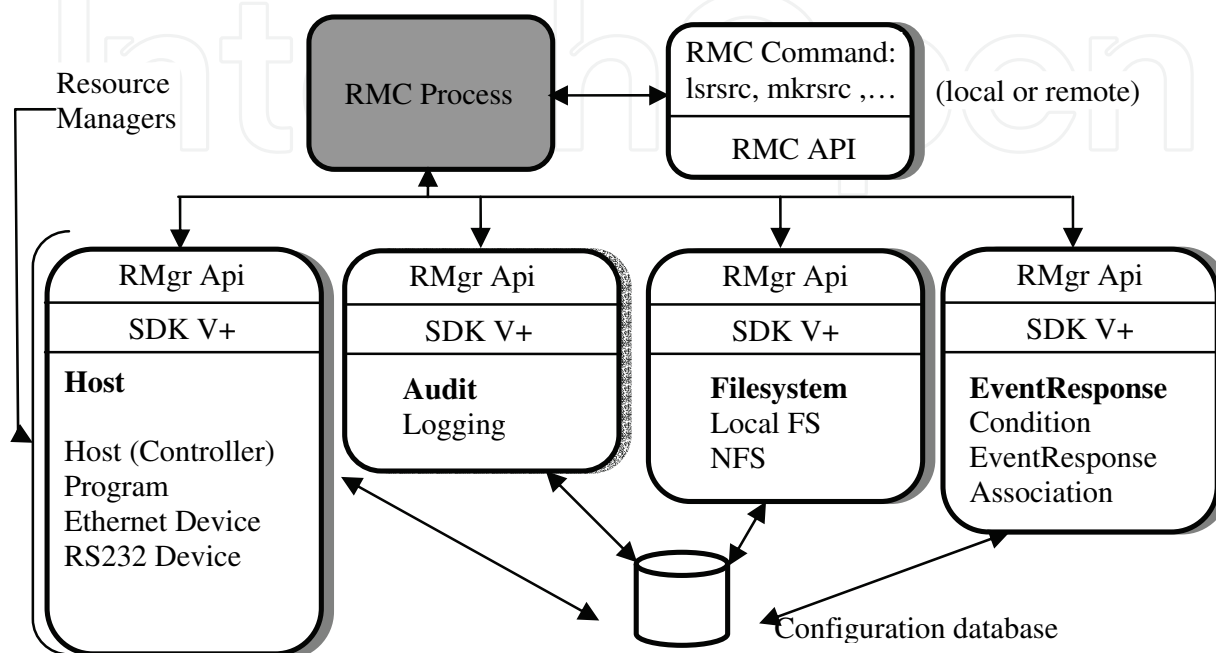 IntechOpen
Resource
Managers
RMC Process
RMC Command:
lsrsrc, mkrsrc ,…
RMC API
(local or remote)
RMgr Api
SDK V+
Host
Host (Controller)
Program
Ethernet Device
RS232 Device
RMgr Api
SDK V+
Audit
Logging
RMgr Api
SDK V+
Filesystem
Local FS
NFS
RMgr Api
SDK V+
EventResponse
Condition
EventResponse
Association
Configuration database